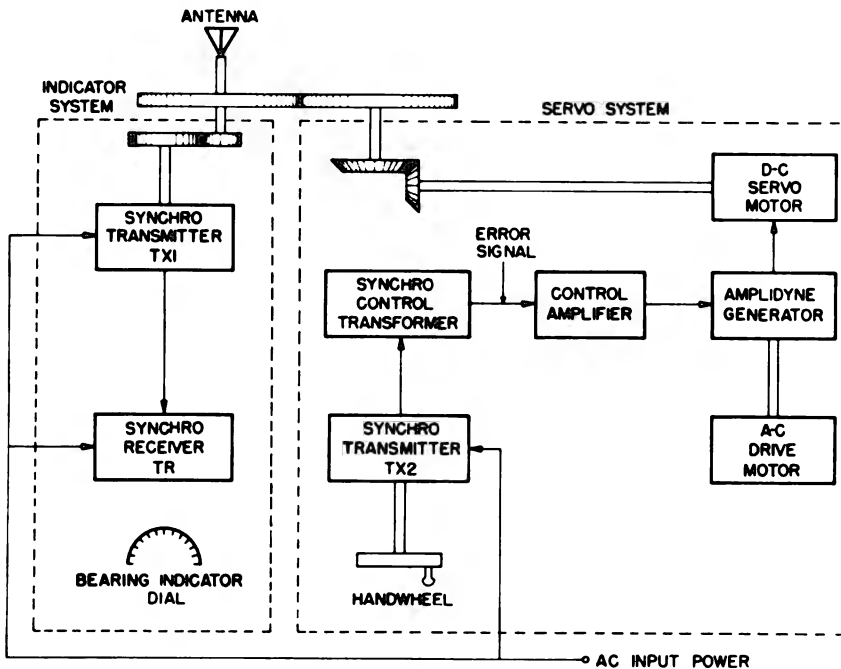 ANTENNA
INDICATOR
SYSTEM
SERVO SYSTEM
D-C
SERVO
MOTOR
SYNCHRO
TRANSMITTER
TX1
ERROR
SIGNAL
SYNCHRO
CONTROL
TRANSFORMER
CONTROL
AMPLIFIER
AMPLIDYNE
GENERATOR
SYNCHRO
RECEIVER
TR
SYNCHRO
TRANSMITTER
TX2
A-C
DRIVE
MOTOR
BEARING INDICATOR
DIAL
HANDWHEEL
AC INPUT POWER